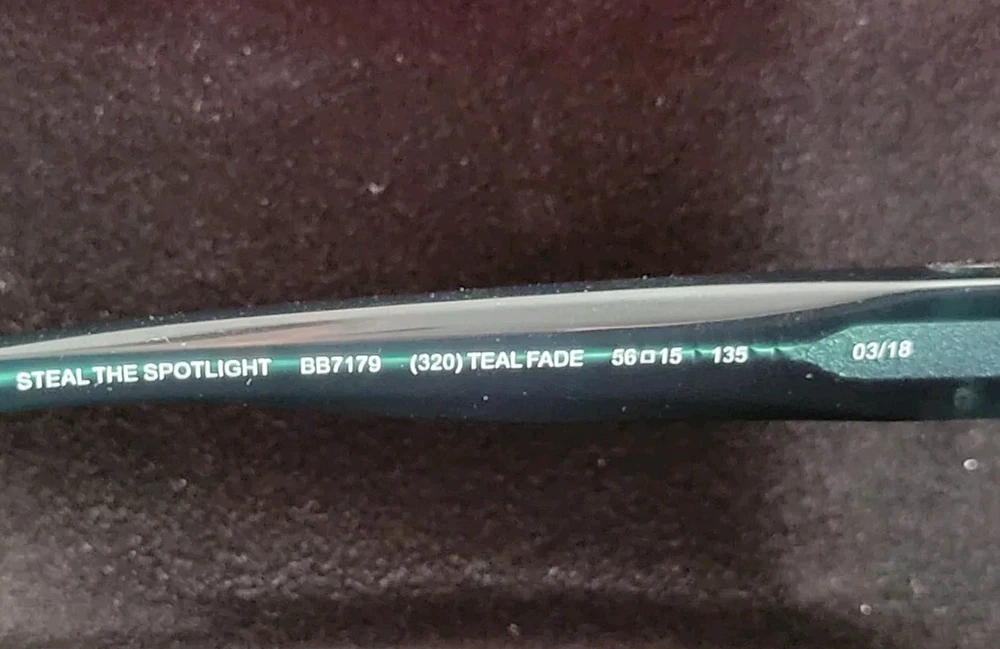 STEAL THE SPOTLIGHT BB7179 (320) TEAL FADE 56□15 135 03/18